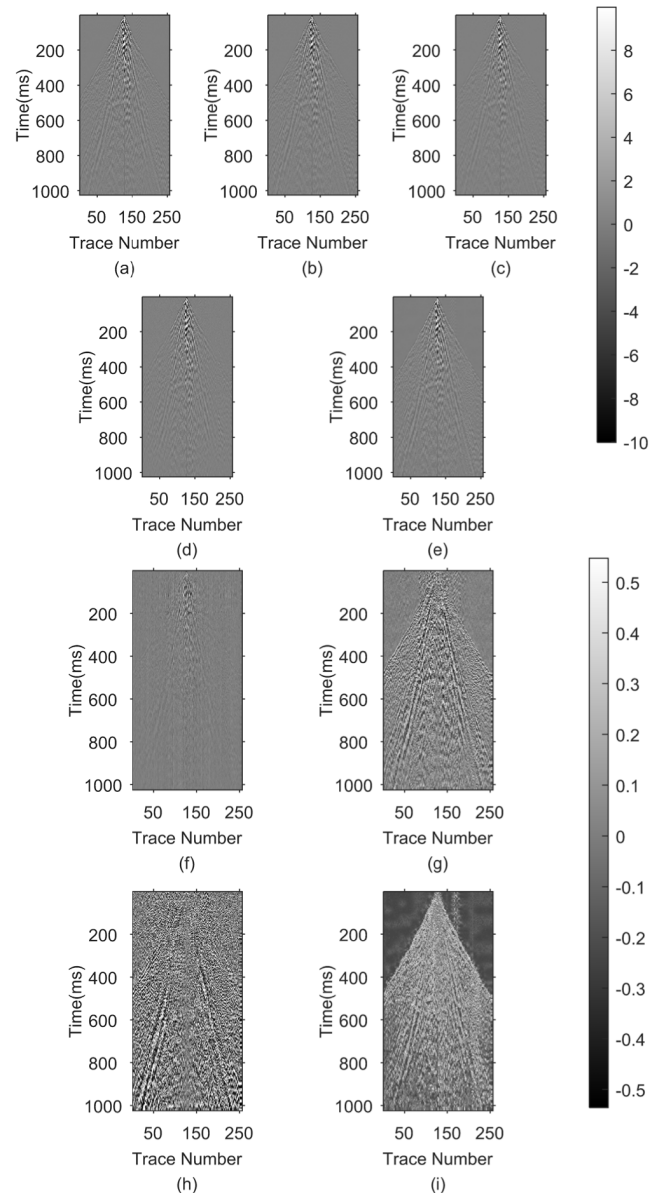 200
400
600
800
1000
Time(ms)
50 150 250
Trace Number
(a)
200
400
600
800
1000
Time(ms)
50 150 250
Trace Number
(b)
200
400
600
800
1000
Time(ms)
50 150 250
Trace Number
(c)
8
6
4
2
0
-2
-4
-6
-8
-10
200
400
600
800
1000
Time(ms)
50 150 250
Trace Number
(d)
200
400
600
800
1000
Time(ms)
50 150 250
Trace Number
(e)
200
400
600
800
1000
Time(ms)
50 150 250
Trace Number
(f)
200
400
600
800
1000
Time(ms)
50 150 250
Trace Number
(g)
0.5
0.4
0.3
0.2
0.1
0
-0.1
-0.2
-0.3
-0.4
-0.5
200
400
600
800
1000
Time(ms)
50 150 250
Trace Number
(h)
200
400
600
800
1000
Time(ms)
50 150 250
Trace Number
(i)